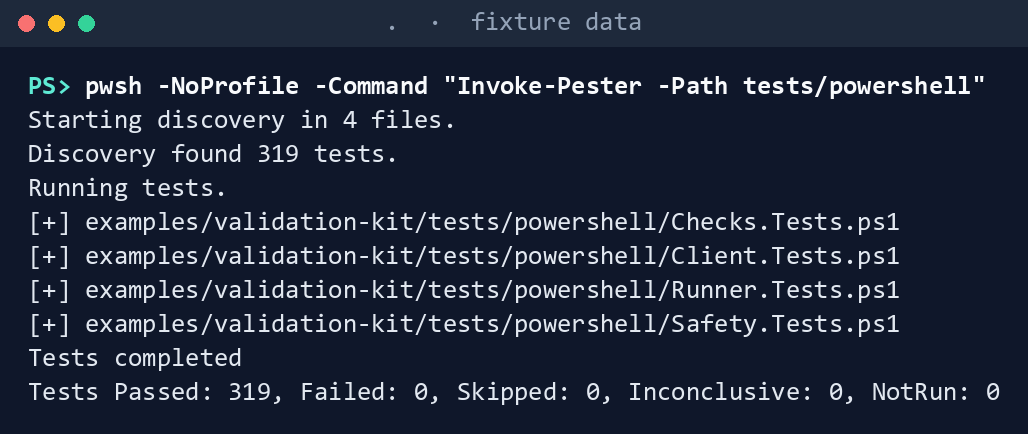 . · fixture data
PS> pwsh -NoProfile -Command "Invoke-Pester -Path tests/powershell"
Starting discovery in 4 files.
Discovery found 319 tests.
Running tests.
[+] examples/validation-kit/tests/powershell/Checks.Tests.ps1
[+] examples/validation-kit/tests/powershell/Client.Tests.ps1
[+] examples/validation-kit/tests/powershell/Runner.Tests.ps1
[+] examples/validation-kit/tests/powershell/Safety.Tests.ps1
Tests completed
Tests Passed: 319, Failed: 0, Skipped: 0, Inconclusive: 0, NotRun: 0